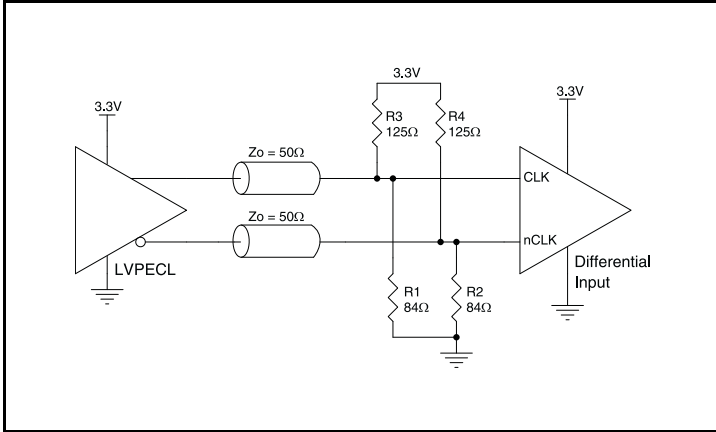 3.3V
R3
125Ω
R4
125Ω
3.3V
3.3V
Zo = 50Ω
CLK
Zo = 50Ω
nCLK
LVPECL
Differential
Input
R1
84Ω
R2
84Ω